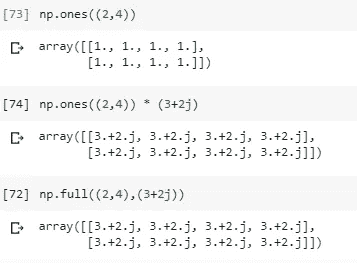 [73] np.ones((2,4))
array([[1., 1., 1., 1.],
[1., 1., 1., 1.]])
[74] np.ones((2,4)) * (3+2j)
array([[3.+2.j, 3.+2.j, 3.+2.j, 3.+2.j],
[3.+2.j, 3.+2.j, 3.+2.j, 3.+2.j]])
[72] np.full((2,4),(3+2j))
array([[3.+2.j, 3.+2.j, 3.+2.j, 3.+2.j],
[3.+2.j, 3.+2.j, 3.+2.j, 3.+2.j]])